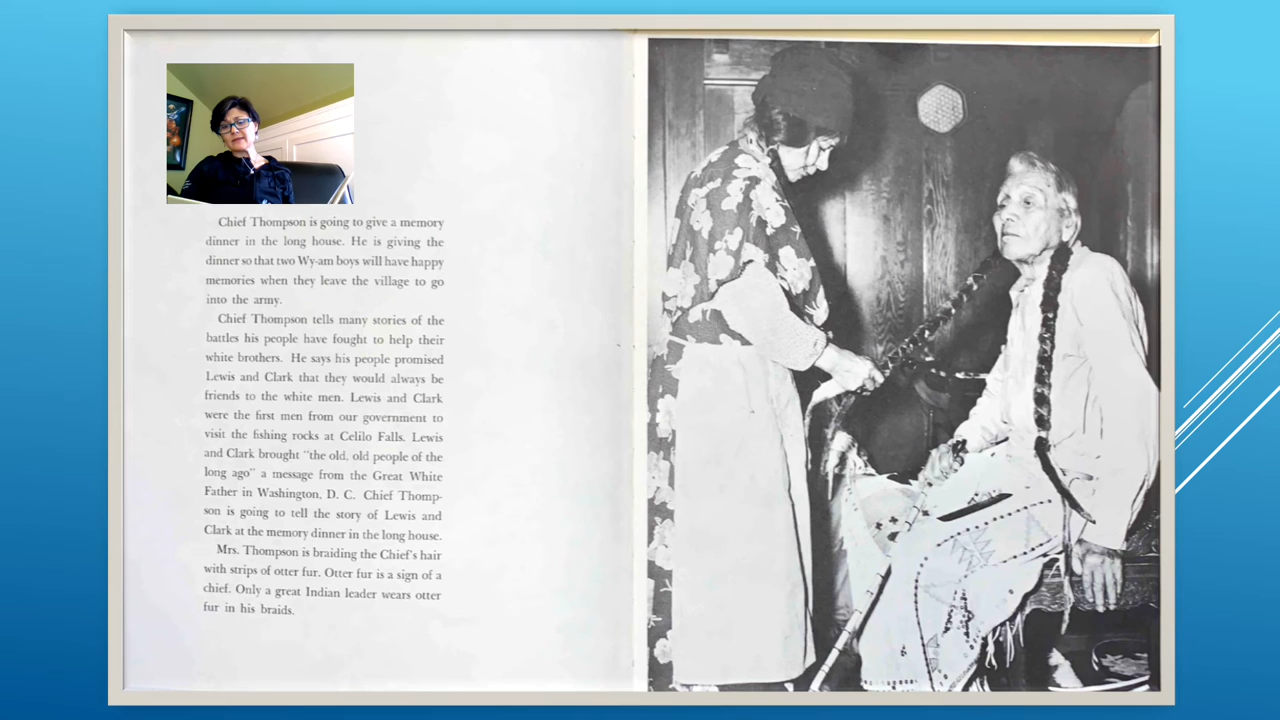 Chief Thompson is going to give a memory
dinner in the long house. He is giving the
dinner so that two Wy-am boys will have happy
memories when they leave the village to go
into the army.
Chief Thompson tells many stories of the
battles his people have fought to help their
white brothers. He says his people promised
Lewis and Clark that they would always be
friends to the white men. Lewis and Clark
were the first men from our government to
visit the fishing rocks at Celilo Falls. Lewis
and Clark brought "the old, old people of the
long ago" a message from the Great White
Father in Washington, D. C. Chief Thomp-
son is going to tell the story of Lewis and
Clark at the memory dinner in the long house.
Mrs. Thompson is braiding the Chief's hair
with strips of otter fur. Otter fur is a sign of a
chief. Only a great Indian leader wears otter
fur in his braids.